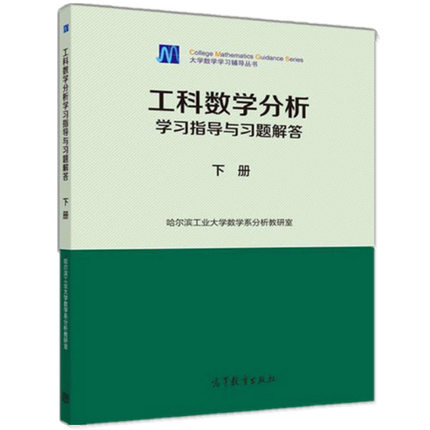 College Mathematics Guidance Series
大学数学学习辅导丛书
工科数学分析
学习指导与习题解答
下 册
哈尔滨工业大学数学系分析教研室
高等教育出版社
工科数学分析学习指导与习题解答 下 册
哈尔滨工业大学数学系分析教研室